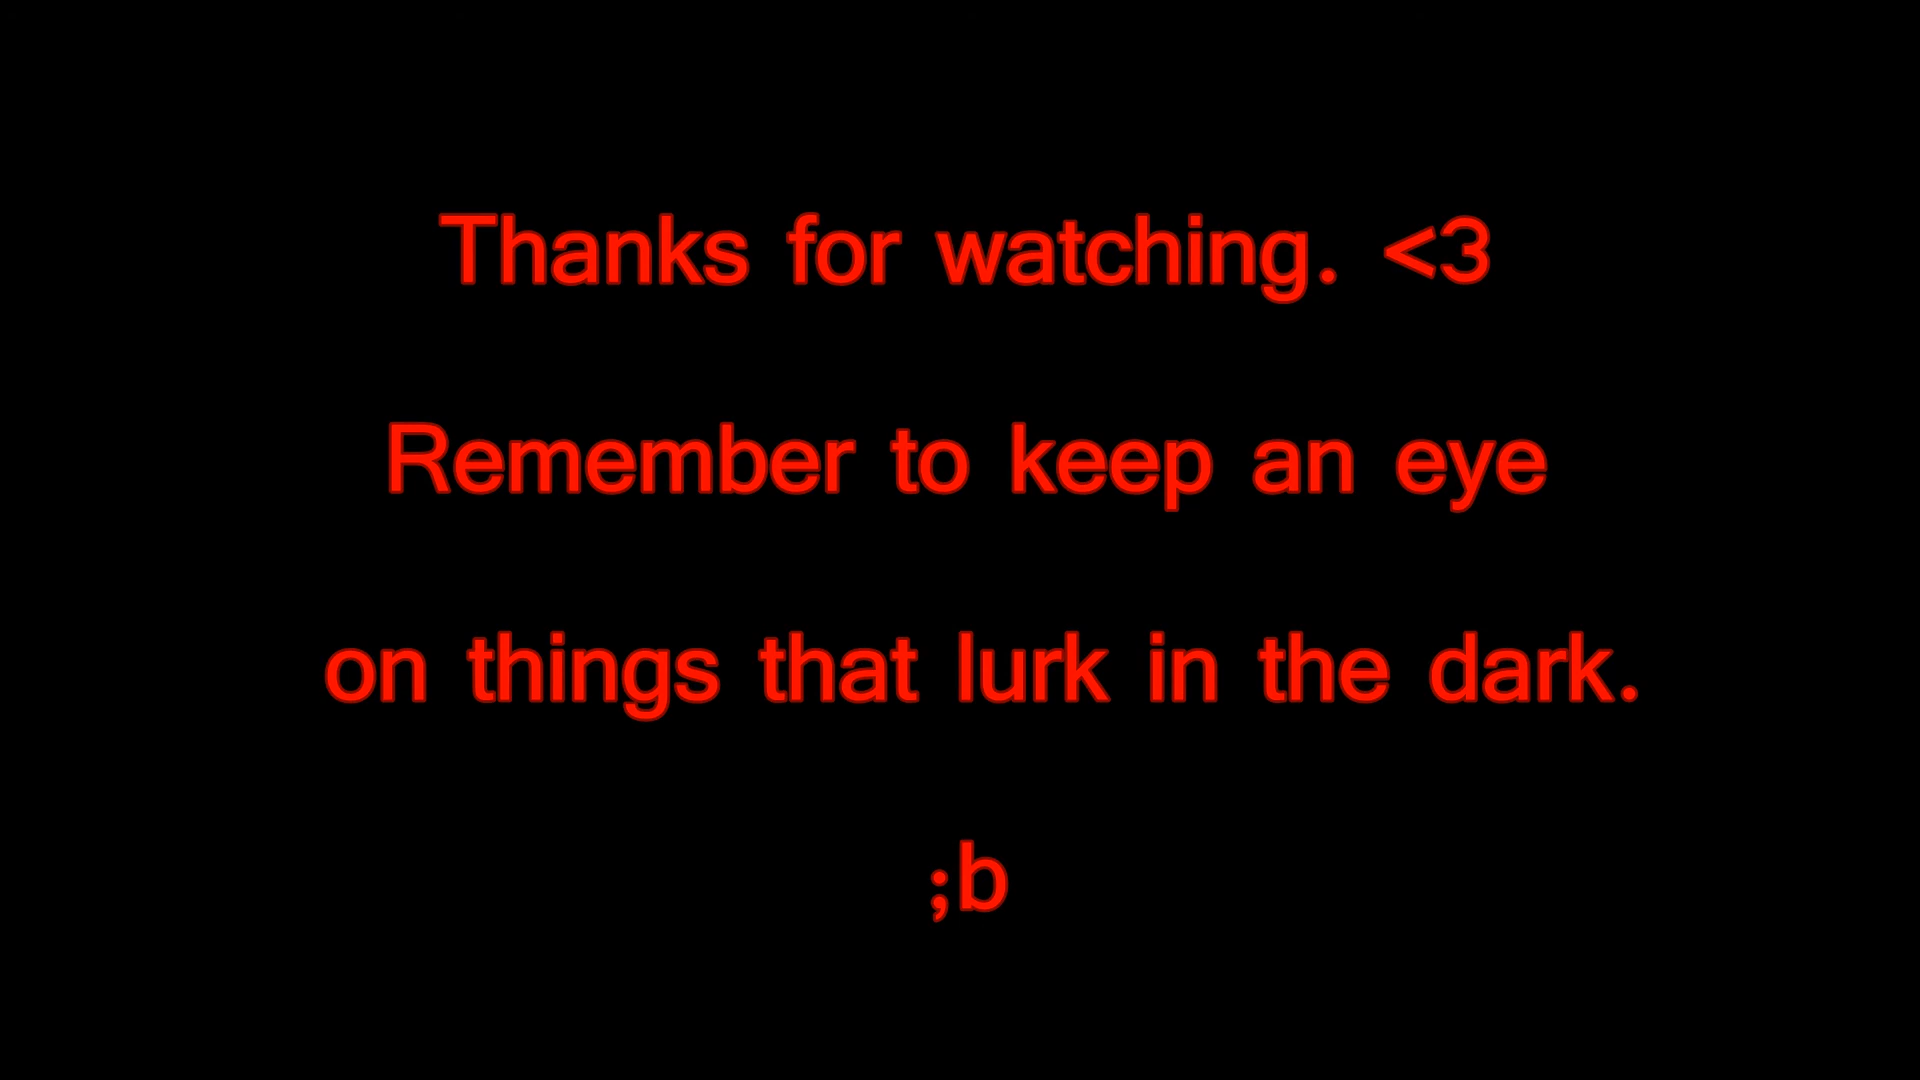 Thanks for watching. <3
Remember to keep an eye
on things that lurk in the dark.
;b